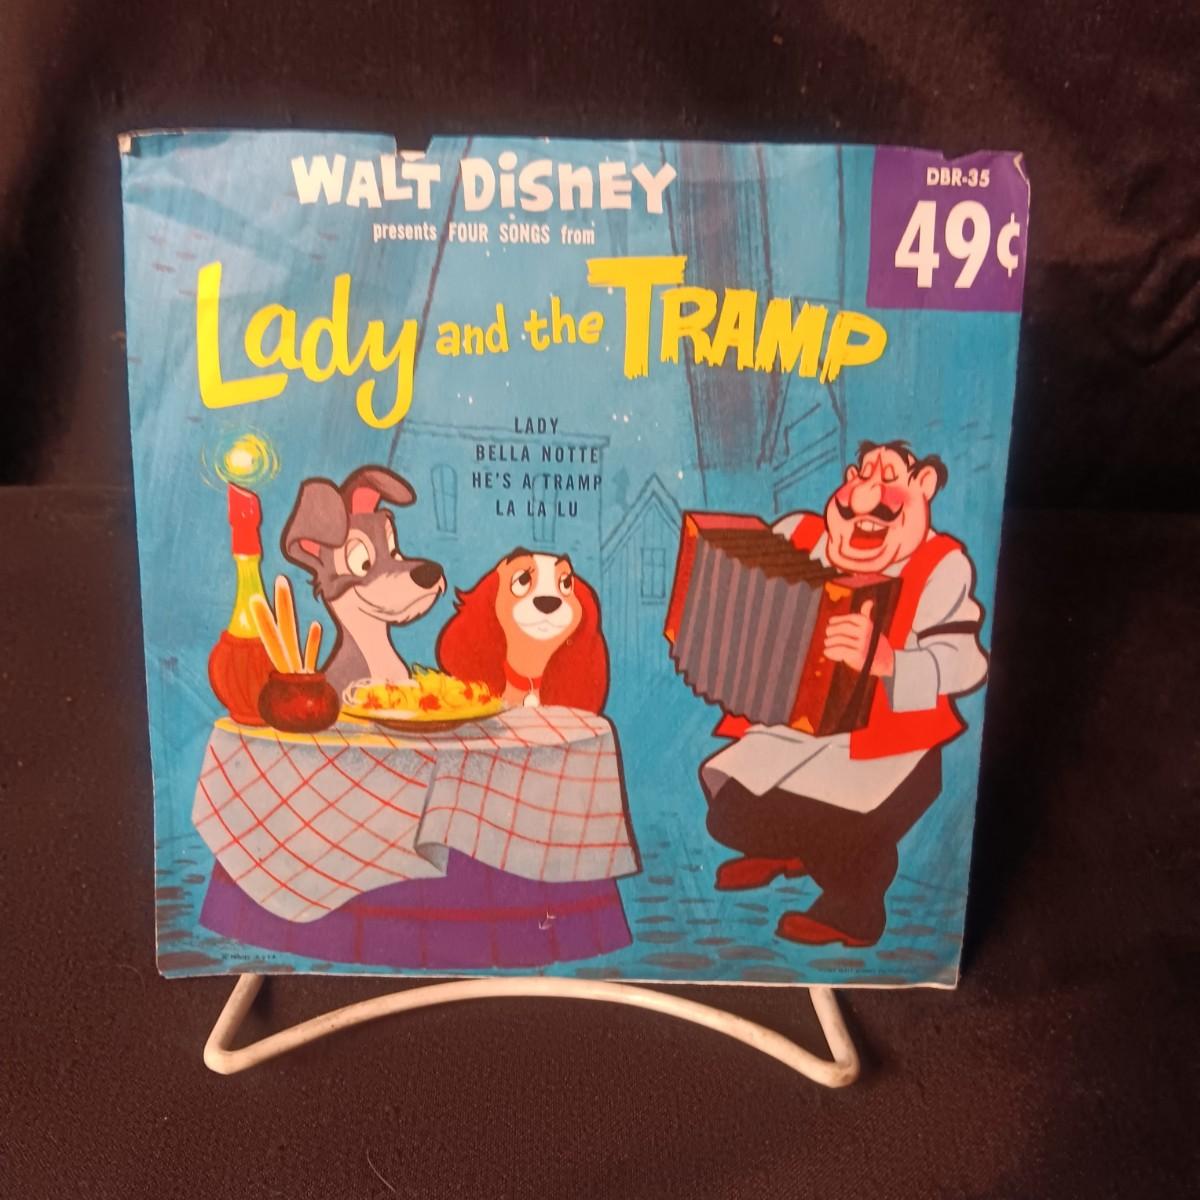 WALT DiSnEY
DBR-35
49¢
presents FOUR SONGS from
Lady and the TRAMP
LADY
BELLA NOTTE
HE'S A TRAMP
LA LA LU